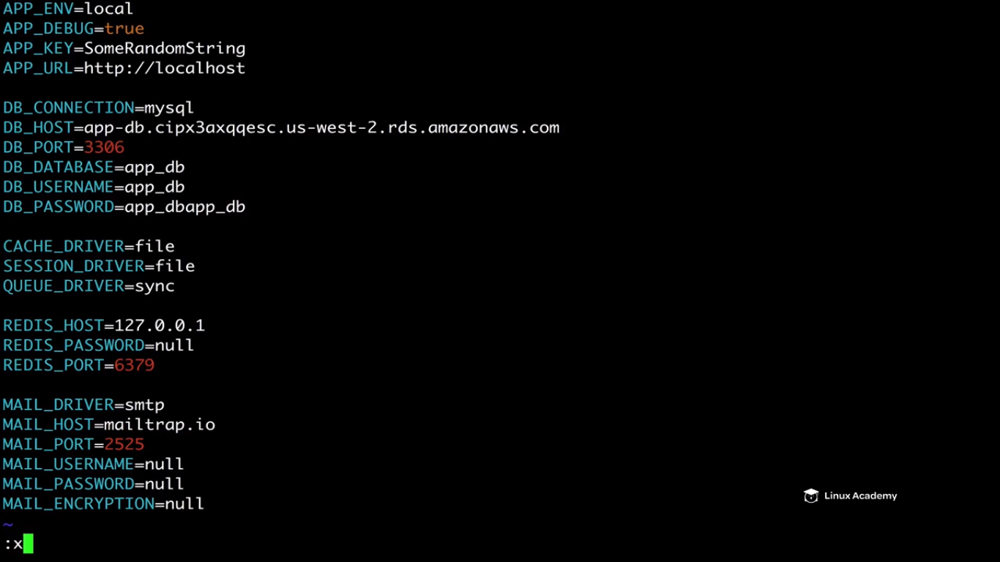 APP_ENV=local
APP_DEBUG=true
APP_KEY=SomeRandomString
APP_URL=http://localhost
DB_CONNECTION=mysql
DB_HOST=app-db.cipx3axqqesc.us-west-2.rds.amazonaws.com
DB_PORT=3306
DB_DATABASE=app_db
DB_USERNAME=app_db
DB_PASSWORD=app_dbapp_db
CACHE_DRIVER=file
SESSION_DRIVER=file
QUEUE_DRIVER=sync
REDIS_HOST=127.0.0.1
REDIS_PASSWORD=null
REDIS_PORT=6379
MAIL_DRIVER=smtp
MAIL_HOST=mailtrap.io
MAIL_PORT=2525
MAIL_USERNAME=null
MAIL_PASSWORD=null
MAIL_ENCRYPTION=null
Linux Academy
~
:x